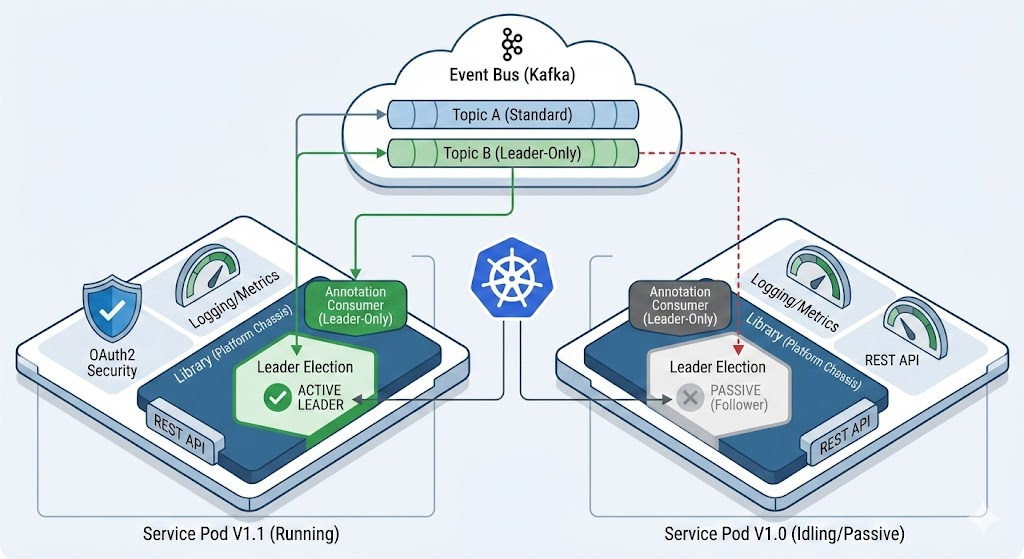 Event Bus (Kafka)
Topic A (Standard)
Topic B (Leader-Only)
Logging/Metrics
OAuth2
Security
Library (Platform Chassis)
Annotation
Consumer
(Leader-Only)
Leader Election
ACTIVE
LEADER
REST API
Service Pod V1.1 (Running)
Annotation
Consumer
(Leader-Only)
Logging/Metrics
Library (Platform Chassis)
REST API
Leader Election
PASSIVE
(Follower)
REST API
Service Pod V1.0 (Idling/Passive)